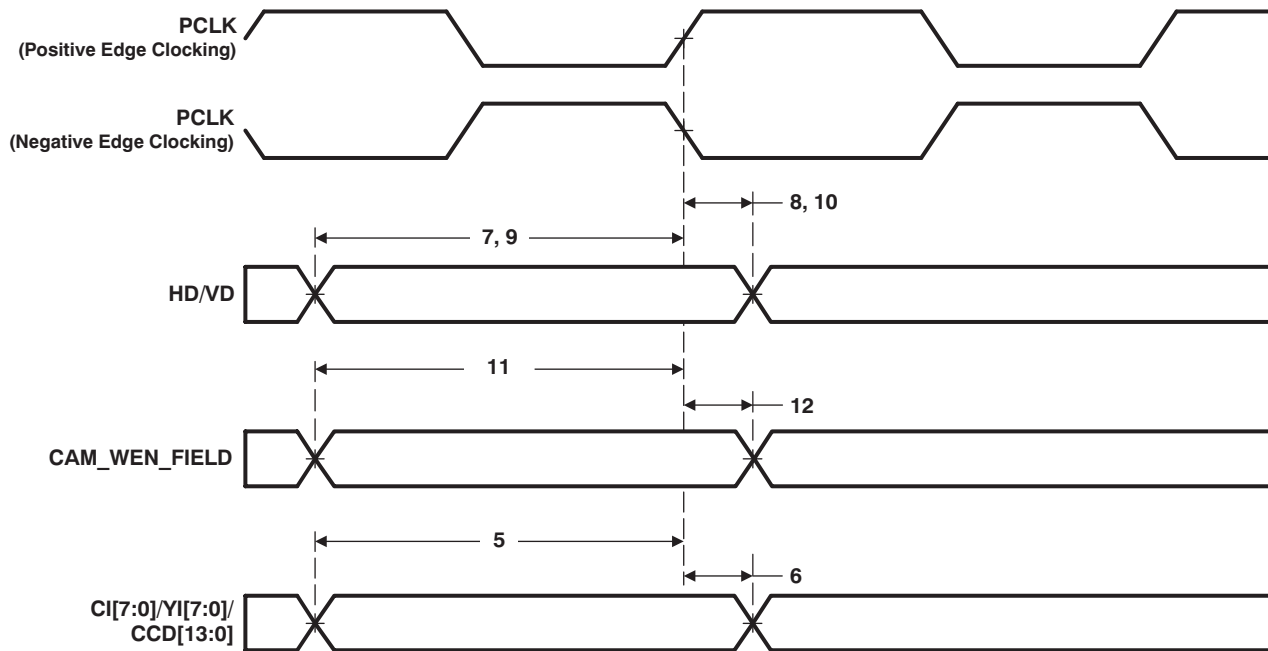 PCLK
(Positive Edge Clocking)
PCLK
(Negative Edge Clocking)
8, 10
7, 9
HD/VD
11
12
CAM_WEN_FIELD
5
6
CI[7:0]/YI[7:0]/
CCD[13:0]